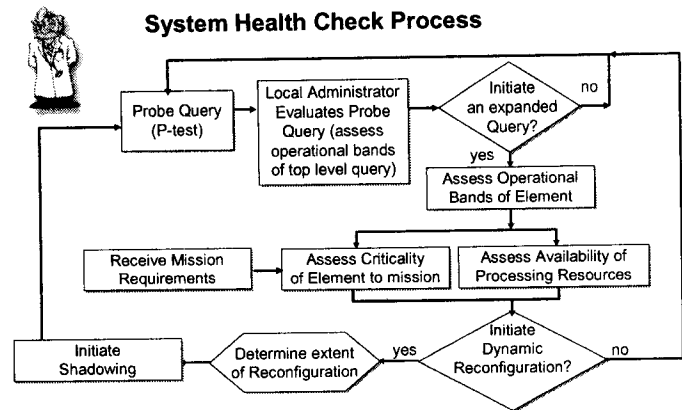 System Health Check Process
Probe Query
(P-test)
Local Administrator
Evaluates Probe
Query (assess
operational bands
of top level query)
Initiate
an expanded
Query?
no
yes
Assess Operational
Bands of Element
Receive Mission
Requirements
Assess Criticality
of Element to mission
Assess Availability of
Processing Resources
Initiate
Dynamic
Reconfiguration?
no
yes
Determine extent
of Reconfiguration
Initiate
Shadowing